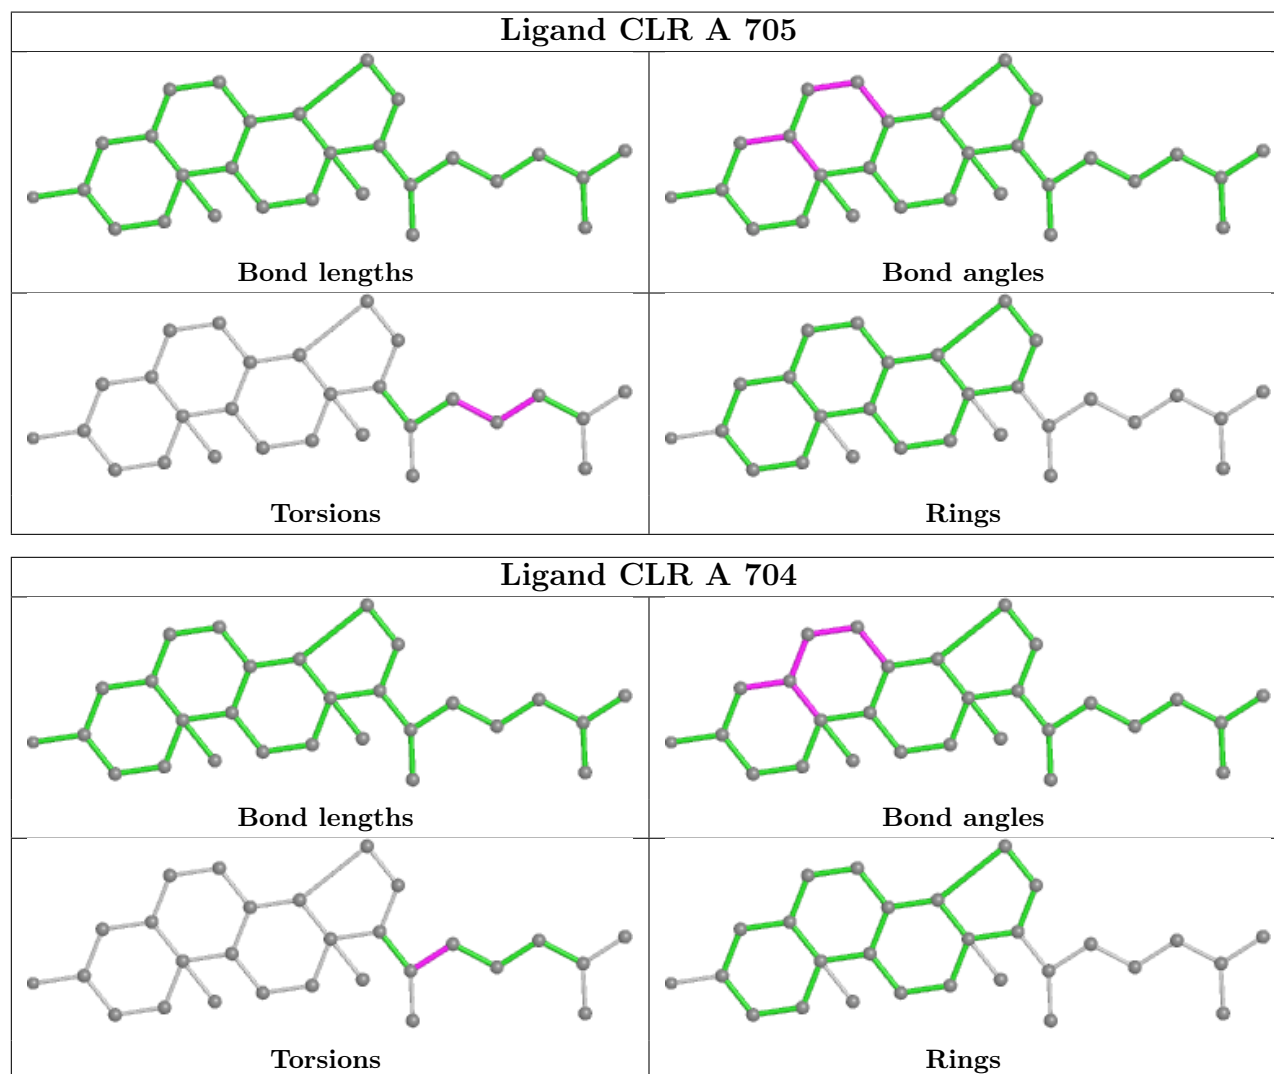 Ligand CLR A 705
Bond lengths
Bond angles
Torsions
Rings
Ligand CLR A 704
Bond lengths
Bond angles
Torsions
Rings